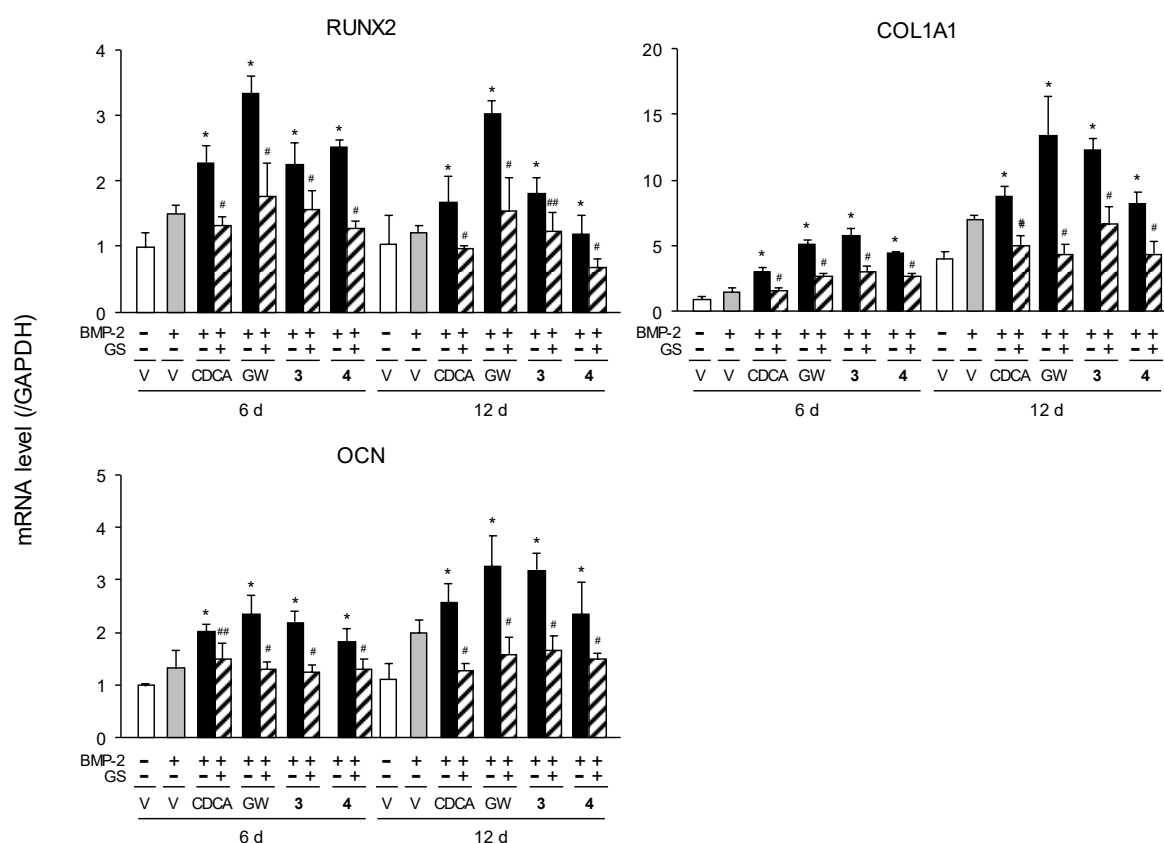 RUNX2
4
3
2
1
0
* * * * * * * *
# # # # # # ## #
BMP-2 - + + + + + + + + + - + + + + + + + + +
GS - - - + - + - + - + - - - + - + - + - +
V V CDCA GW 3 4 V V CDCA GW 3 4
6 d 12 d
COL1A1
20
15
10
5
0
* * * * * * * *
# # # # # # # #
BMP-2 - + + + + + + + + + - + + + + + + + + +
GS - - - + - + - + - + - - - + - + - + - +
V V CDCA GW 3 4 V V CDCA GW 3 4
6 d 12 d
mRNA level (/GAPDH)
OCN
5
4
3
2
1
0
* * * * * * * *
## # # # # # # #
BMP-2 - + + + + + + + + + - + + + + + + + + +
GS - - - + - + - + - + - - - + - + - + - +
V V CDCA GW 3 4 V V CDCA GW 3 4
6 d 12 d